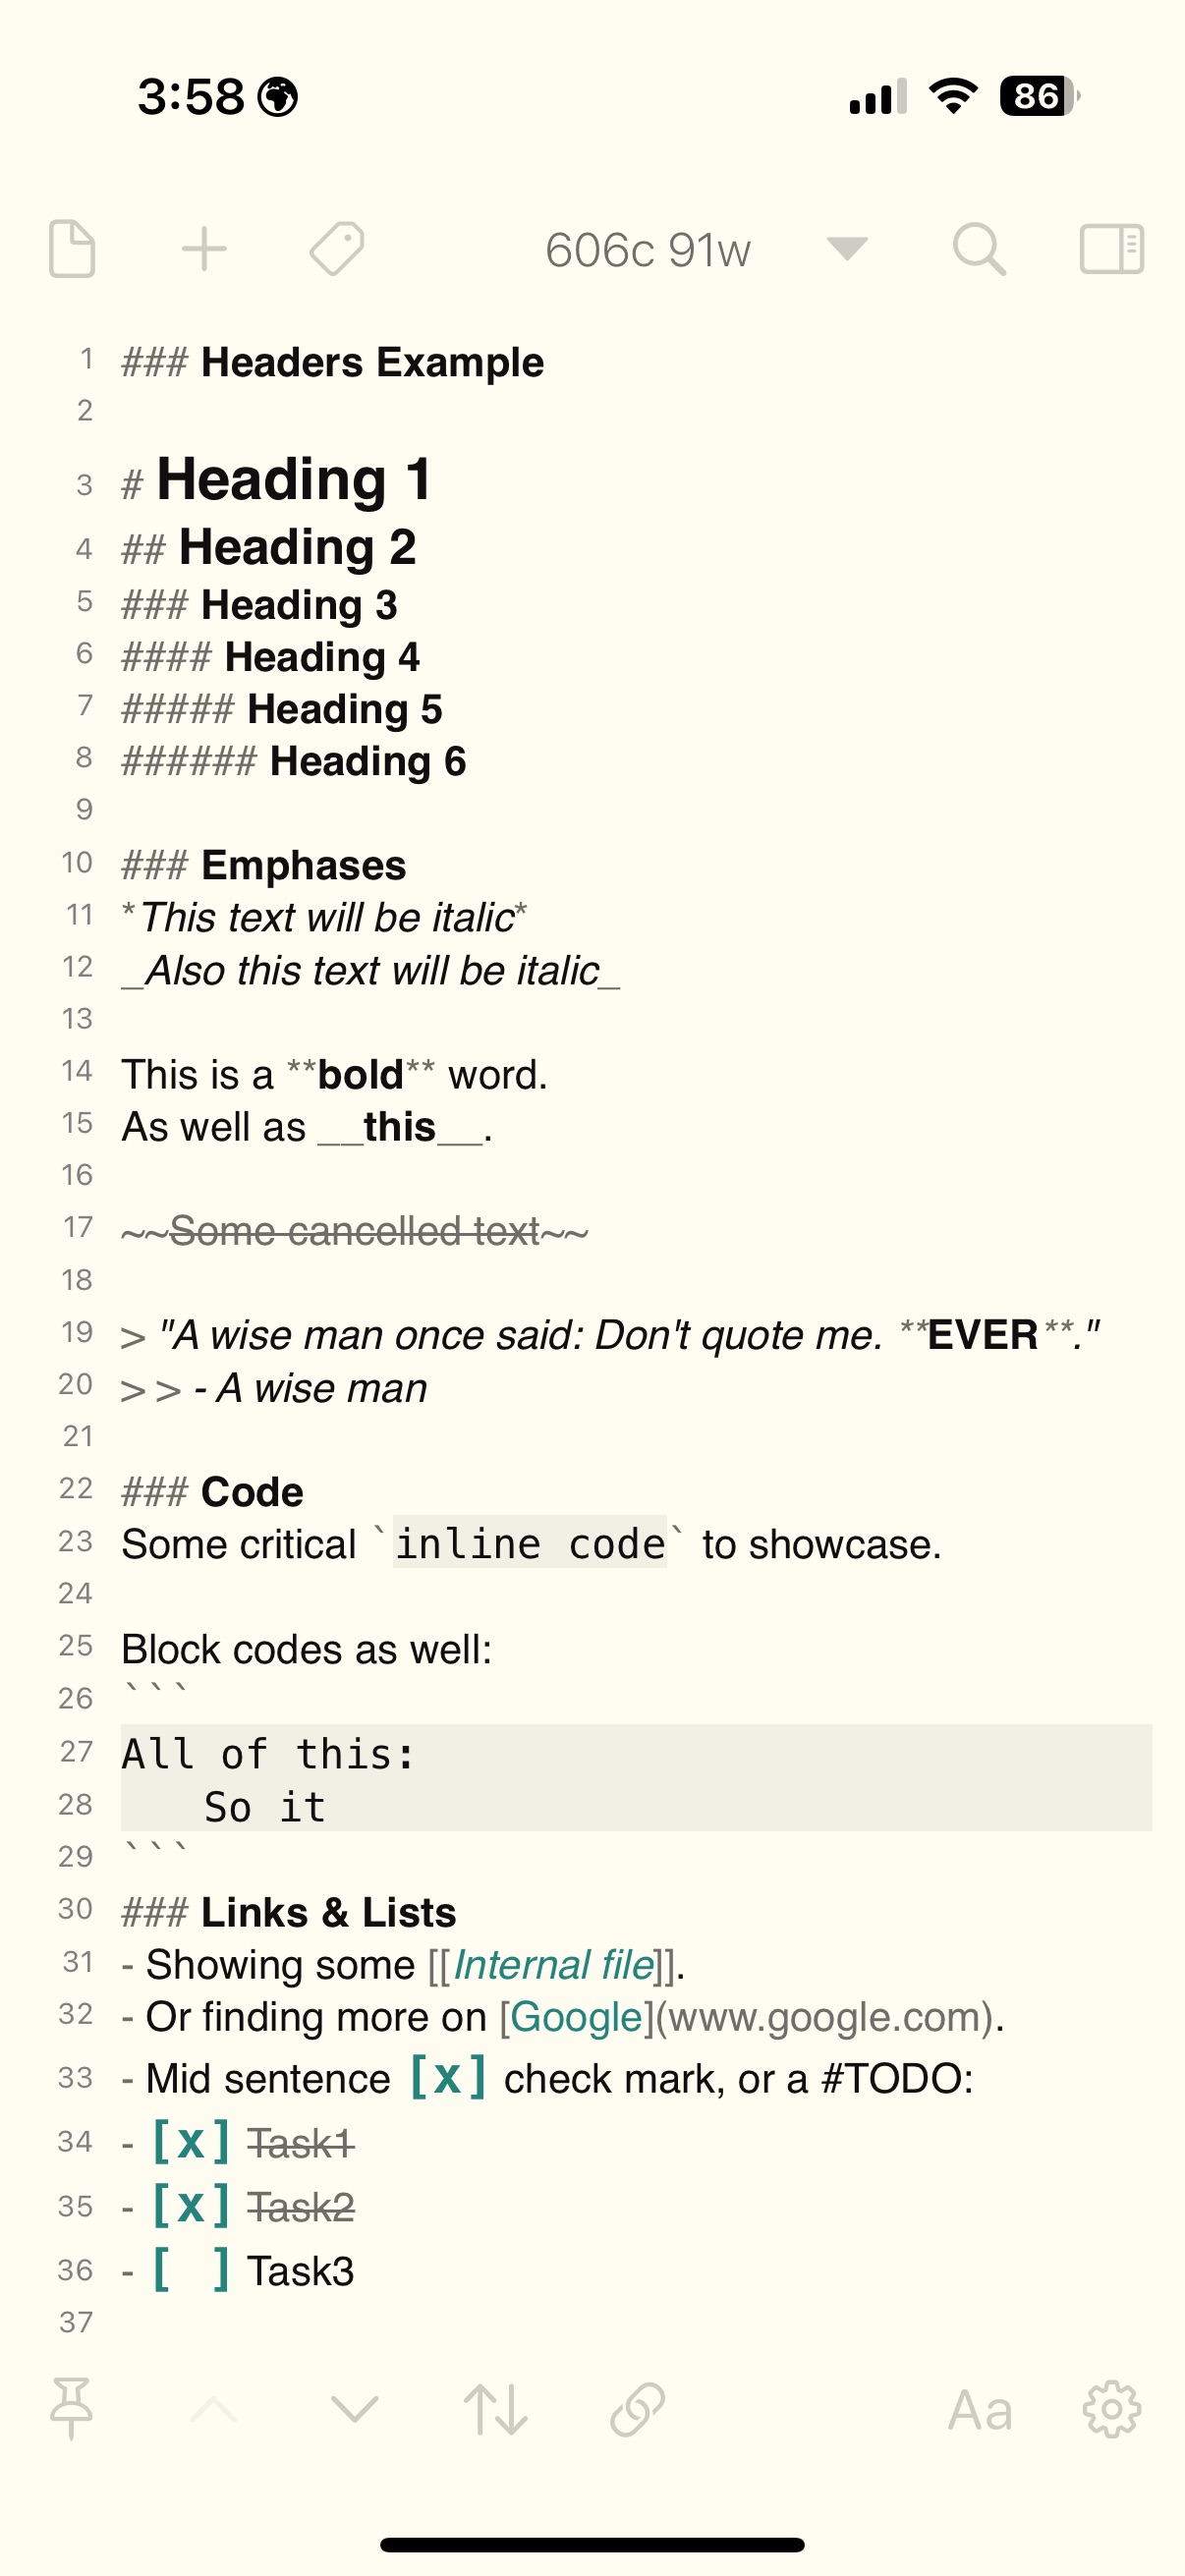 3:58
86
606c 91w
1 ### Headers Example
2
3 # Heading 1
4 ## Heading 2
5 ### Heading 3
6 #### Heading 4
7 ##### Heading 5
8 ###### Heading 6
9
10 ### Emphases
11 *This text will be italic*
12 _Also this text will be italic_
13
14 This is a **bold** word.
15 As well as __this__.
16
17 ~~Some cancelled text~~
18
19 > "A wise man once said: Don't quote me. **EVER**."
20 > > - A wise man
21
22 ### Code
23 Some critical `inline code` to showcase.
24
25 Block codes as well:
26 ```
27 All of this:
28    So it
29 ```
30 ### Links & Lists
31 - Showing some [[Internal file]].
32 - Or finding more on [Google](www.google.com).
33 - Mid sentence [x] check mark, or a #TODO:
34 - [x] Task1
35 - [x] Task2
36 - [ ] Task3
37
Aa